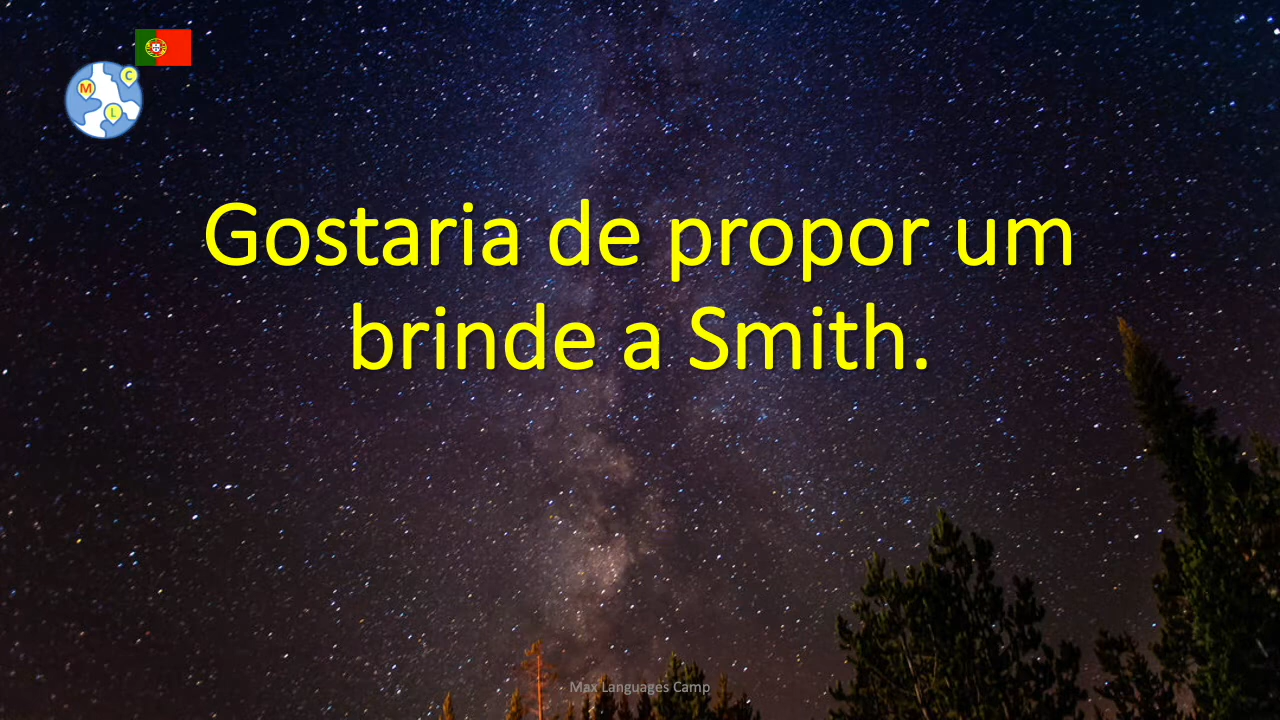 C
M
L
Gostaria de propor um
brinde a Smith.
Max Languages Camp